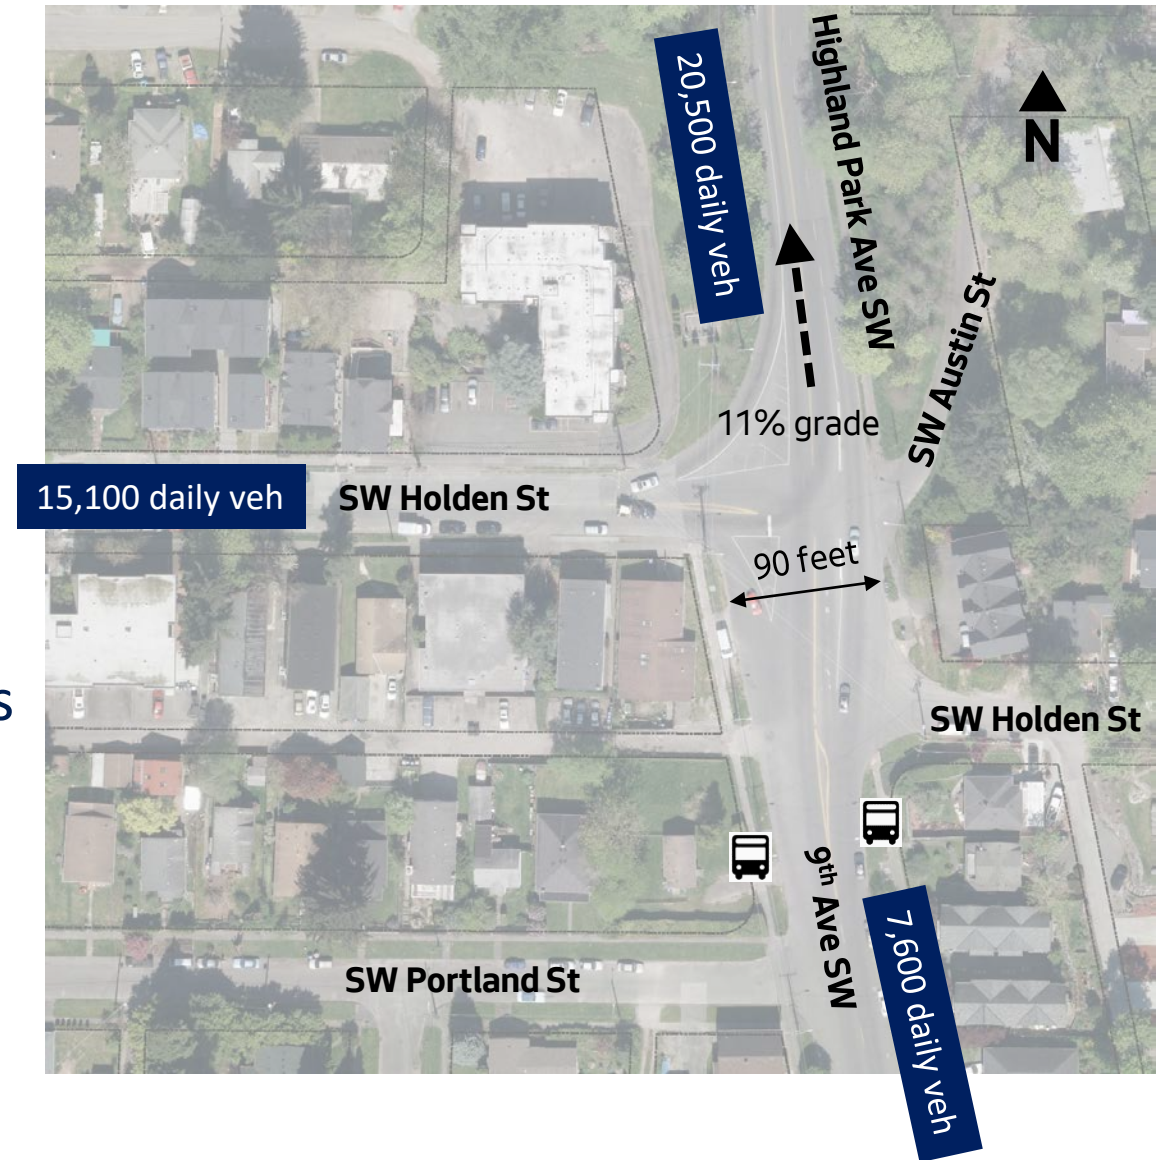 20,500 daily veh
Highland Park Ave SW
N
SW Austin St
11% grade
15,100 daily veh
SW Holden St
90 feet
s
SW Holden St
9th Ave SW
SW Portland St
7,600 daily veh